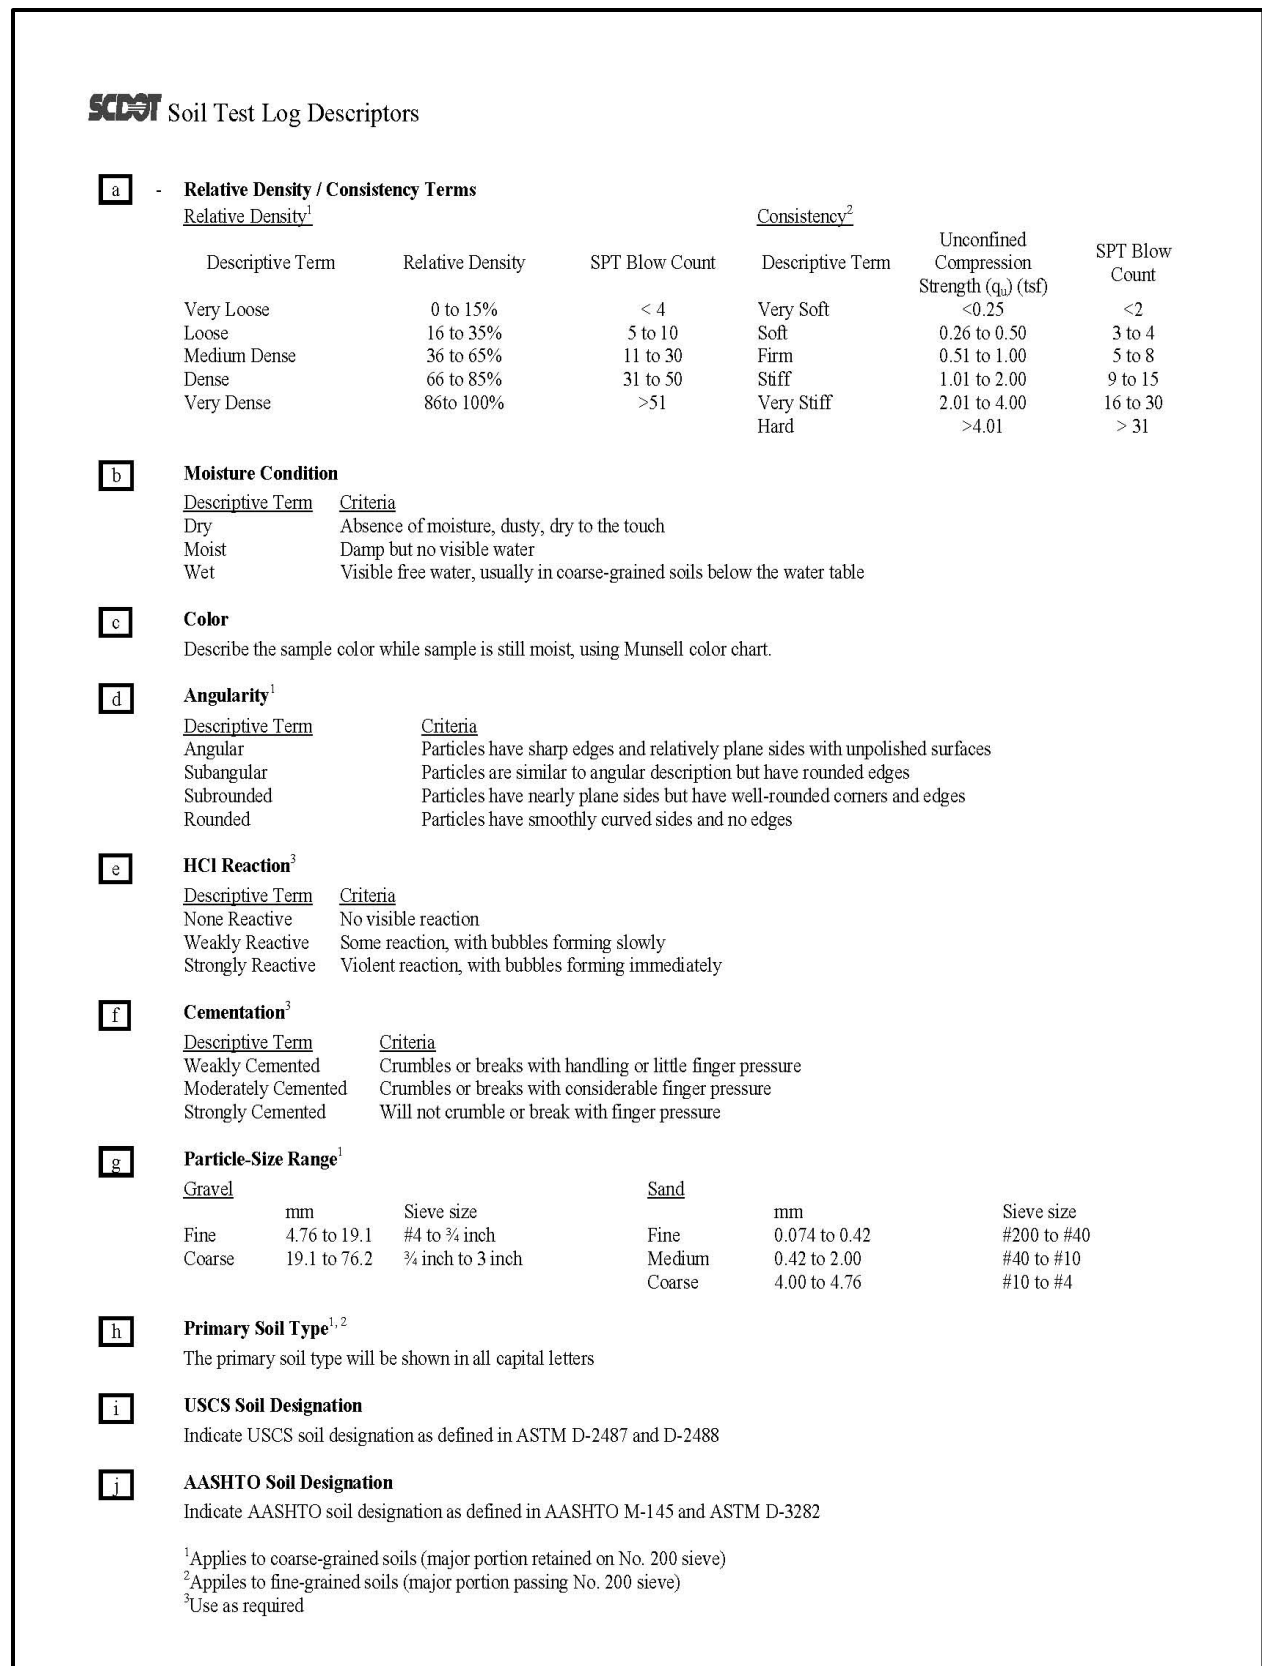 SCDOT Soil Test Log Descriptors
a - Relative Density / Consistency Terms
Relative Density¹ Consistency²
Descriptive Term Relative Density SPT Blow Count Descriptive Term Unconfined Compression Strength (qu) (tsf) SPT Blow Count
Very Loose 0 to 15% < 4 Very Soft <0.25 <2
Loose 16 to 35% 5 to 10 Soft 0.26 to 0.50 3 to 4
Medium Dense 36 to 65% 11 to 30 Firm 0.51 to 1.00 5 to 8
Dense 66 to 85% 31 to 50 Stiff 1.01 to 2.00 9 to 15
Very Dense 86to 100% >51 Very Stiff 2.01 to 4.00 16 to 30
Hard >4.01 > 31
b Moisture Condition
Descriptive Term Criteria
Dry Absence of moisture, dusty, dry to the touch
Moist Damp but no visible water
Wet Visible free water, usually in coarse-grained soils below the water table
c Color
Describe the sample color while sample is still moist, using Munsell color chart.
d Angularity¹
Descriptive Term Criteria
Angular Particles have sharp edges and relatively plane sides with unpolished surfaces
Subangular Particles are similar to angular description but have rounded edges
Subrounded Particles have nearly plane sides but have well-rounded corners and edges
Rounded Particles have smoothly curved sides and no edges
e HCl Reaction³
Descriptive Term Criteria
None Reactive No visible reaction
Weakly Reactive Some reaction, with bubbles forming slowly
Strongly Reactive Violent reaction, with bubbles forming immediately
f Cementation³
Descriptive Term Criteria
Weakly Cemented Crumbles or breaks with handling or little finger pressure
Moderately Cemented Crumbles or breaks with considerable finger pressure
Strongly Cemented Will not crumble or break with finger pressure
g Particle-Size Range¹
Gravel Sand
mm Sieve size mm Sieve size
Fine 4.76 to 19.1 #4 to ¾ inch Fine 0.074 to 0.42 #200 to #40
Coarse 19.1 to 76.2 ¾ inch to 3 inch Medium 0.42 to 2.00 #40 to #10
Coarse 4.00 to 4.76 #10 to #4
h Primary Soil Type¹, ²
The primary soil type will be shown in all capital letters
i USCS Soil Designation
Indicate USCS soil designation as defined in ASTM D-2487 and D-2488
j AASHTO Soil Designation
Indicate AASHTO soil designation as defined in AASHTO M-145 and ASTM D-3282
¹Applies to coarse-grained soils (major portion retained on No. 200 sieve)
²Appiles to fine-grained soils (major portion passing No. 200 sieve)
³Use as required